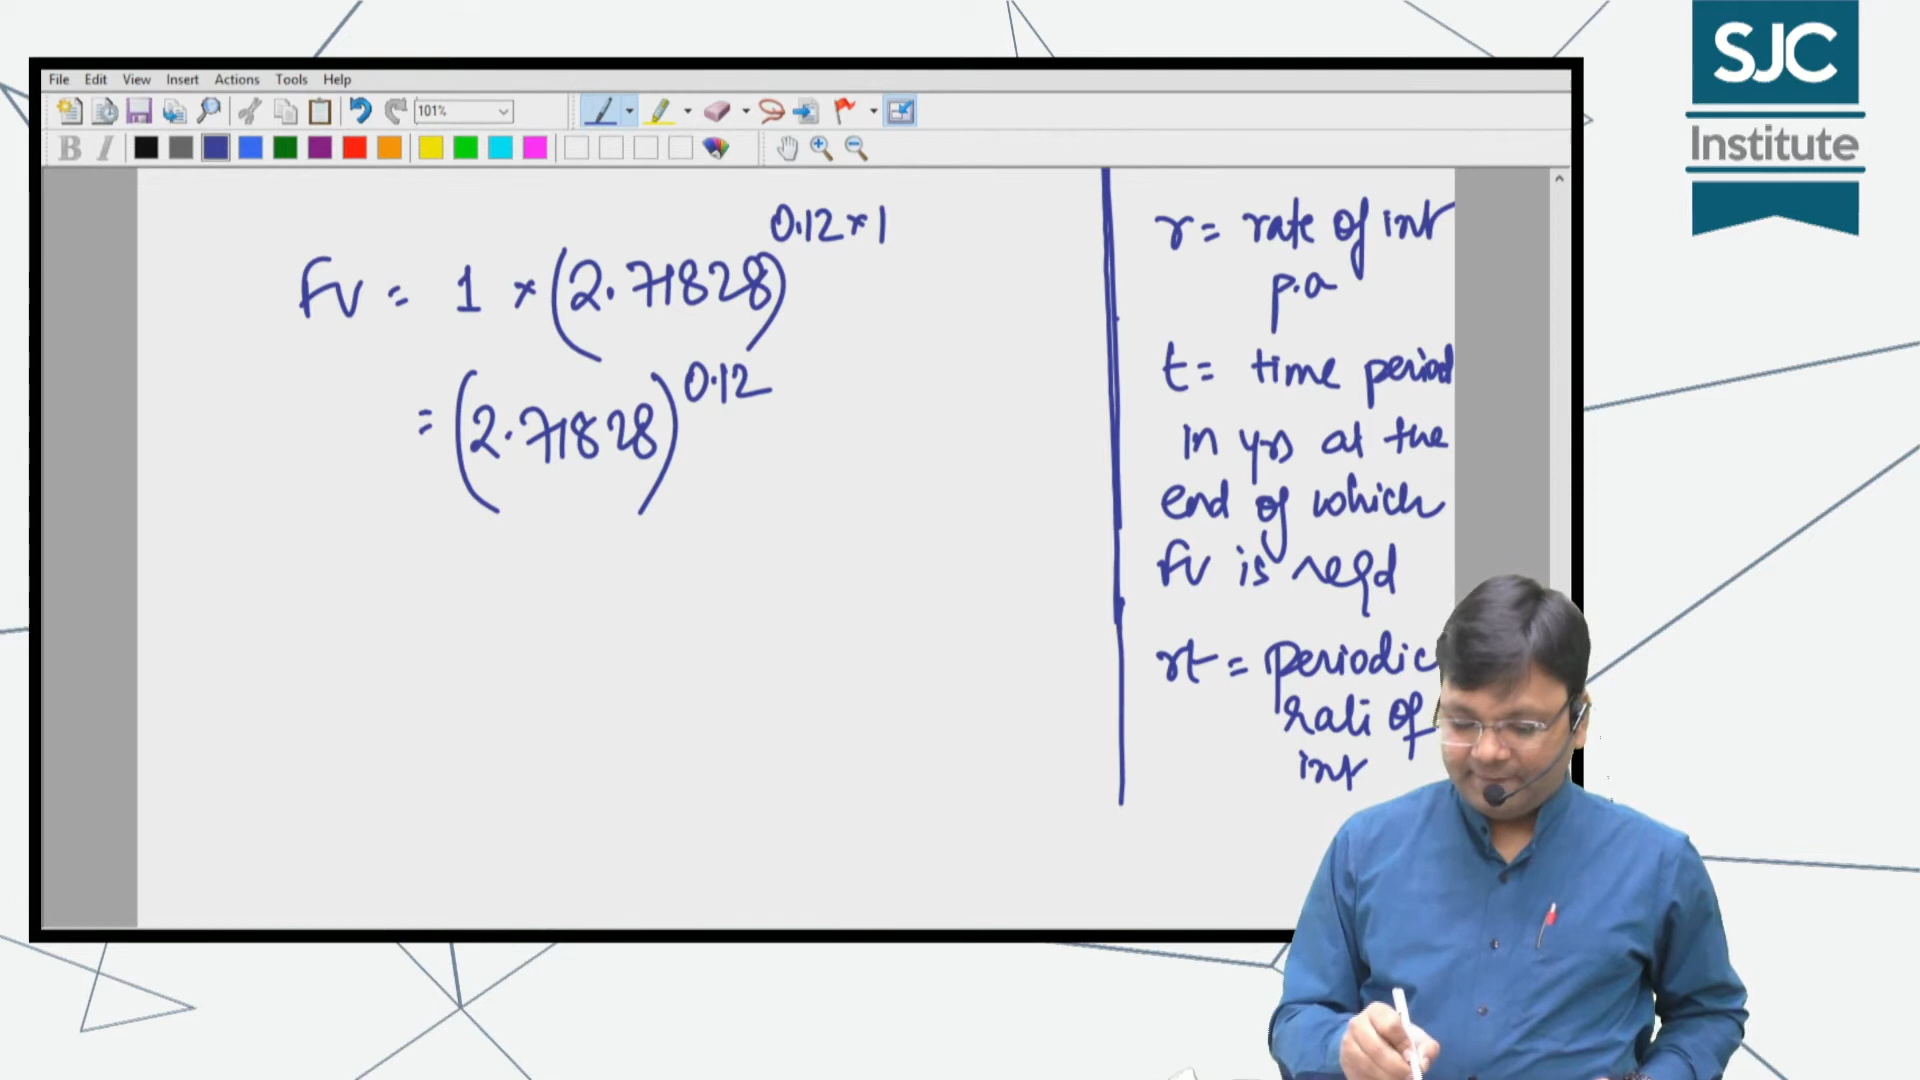 SJC
Institute
File Edit View Insert Actions Tools Help
101%
B I
FV = 1 × (2.71828)^0.12×1
= (2.71828)^0.12
r = rate of int
p.a
t = time period
in yrs at the
end of which
FV is reqd
rt = periodic
rate of
int